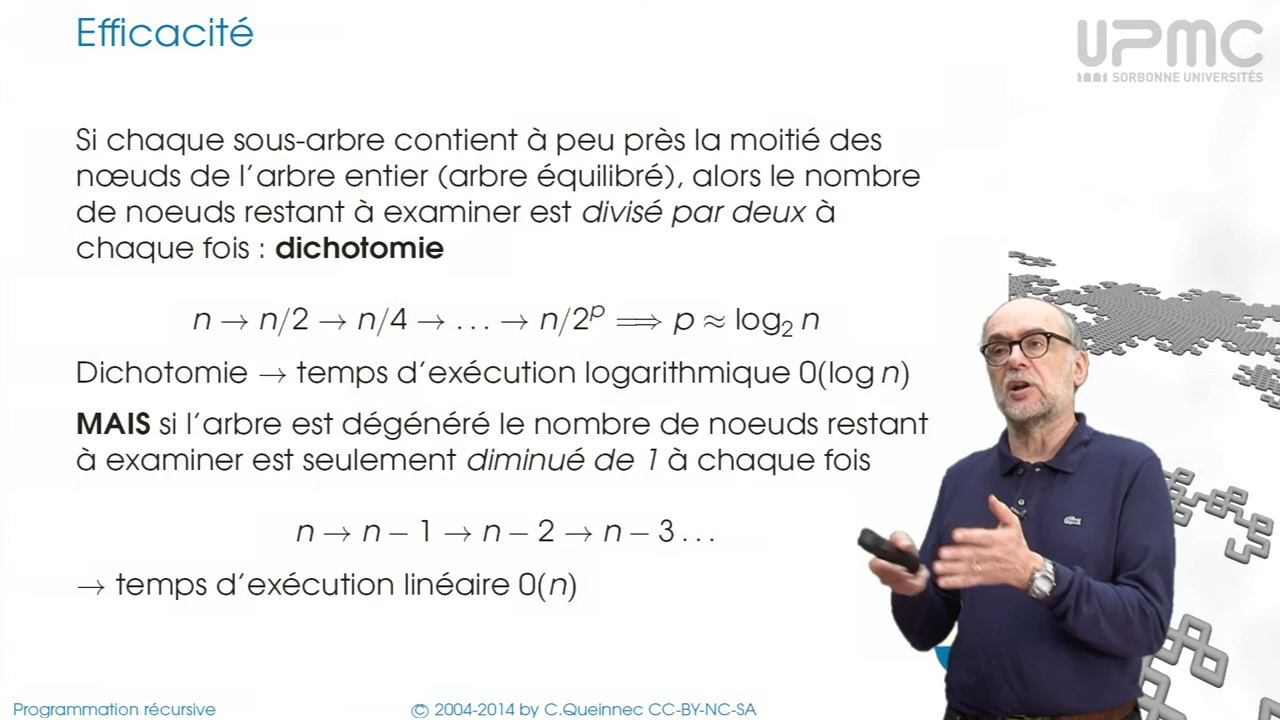 Efficacité
UPMC
SORBONNE UNIVERSITÉS
Si chaque sous-arbre contient à peu près la moitié des
nœuds de l'arbre entier (arbre équilibré), alors le nombre
de noeuds restant à examiner est divisé par deux à
chaque fois : dichotomie
n → n/2 → n/4 → ... → n/2^p ⟹ p ≈ log₂ n
Dichotomie → temps d'exécution logarithmique 0(log n)
MAIS si l'arbre est dégénéré le nombre de noeuds restant
à examiner est seulement diminué de 1 à chaque fois
n → n − 1 → n − 2 → n − 3 ...
→ temps d'exécution linéaire 0(n)
Programmation récursive
© 2004-2014 by C.Queinnec CC-BY-NC-SA